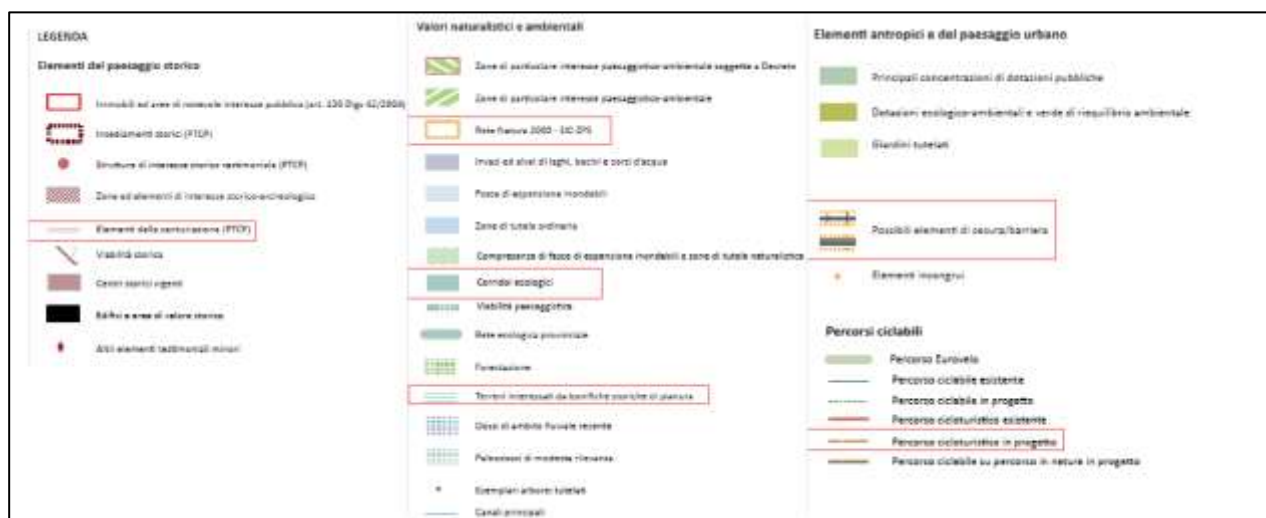 LEGENDA
Elementi del paesaggio storico
Immobili ed aree di notevole interesse pubblico (art. 136 Dlgs 42/2004)
Insediamenti storici (PTCP)
Strutture di interesse storico testimoniale (PTCP)
Zone ed elementi di interesse storico-archeologico
Elementi della centuriazione (PTCP)
Viabilità storica
Centri storici vigenti
Edifici e aree di valore storico
Altri elementi testimoniali minori
Valori naturalistici e ambientali
Zone di particolare interesse paesaggistico-ambientale soggette a Decreto
Zone di particolare interesse paesaggistico-ambientale
Rete Natura 2000 - SIC ZPS
Invasi ed alvei di laghi, bacini e corsi d'acqua
Fasce di espansione inondabili
Zone di tutela ordinaria
Compresenza di fasce di espansione inondabili e zone di tutela naturalistica
Corridoi ecologici
Viabilità paesaggistica
Rete ecologica provinciale
Forestazione
Terreni interessati da bonifiche storiche di pianura
Dossi di ambito fluviale recente
Paleodossi di modesta rilevanza
Esemplari arborei tutelati
Canali principali
Elementi antropici e del paesaggio urbano
Principali concentrazioni di dotazioni pubbliche
Dotazioni ecologico-ambientali e verde di riequilibrio ambientale
Giardini tutelati
Possibili elementi di cesura/barriera
Elementi incongrui
Percorsi ciclabili
Percorso Eurovelo
Percorso ciclabile esistente
Percorso ciclabile in progetto
Percorso cicloturistico esistente
Percorso cicloturistico in progetto
Percorso ciclabile su percorso in natura in progetto